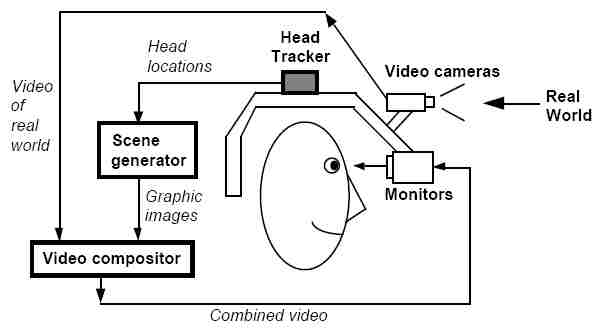 Head
Tracker
Head
locations
Video cameras
Video
of
real
world
Real
World
Scene
generator
Monitors
Graphic
images
Video compositor
Combined video